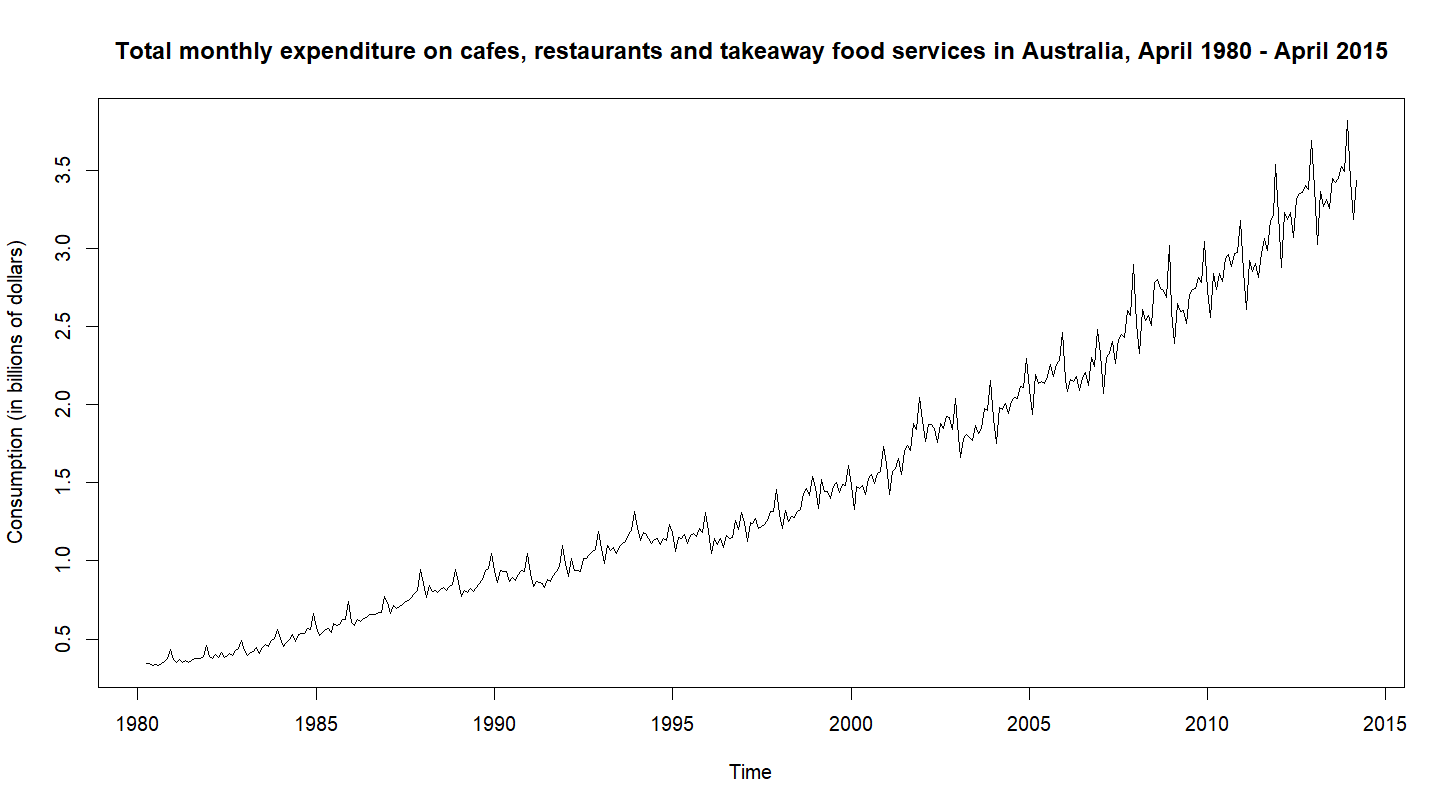 Total monthly expenditure on cafes, restaurants and takeaway food services in Australia, April 1980 - April 2015
Consumption (in billions of dollars)
3.5
3.0
2.5
2.0
1.5
1.0
0.5
1980 1985 1990 1995 2000 2005 2010 2015
Time